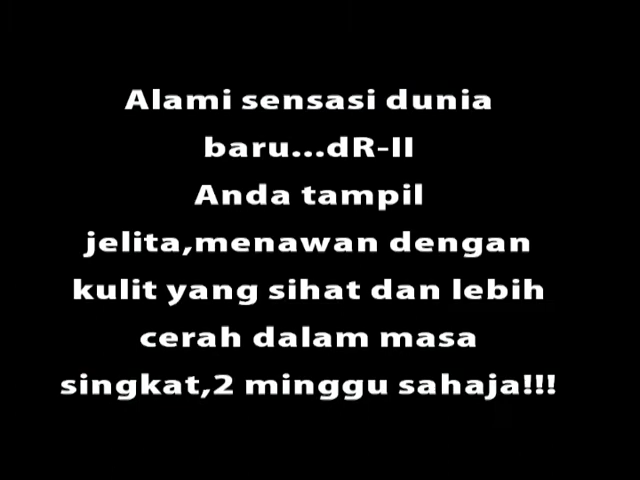 Alami sensasi dunia
baru...dR-II
Anda tampil
jelita,menawan dengan
kulit yang sihat dan lebih
cerah dalam masa
singkat,2 minggu sahaja!!!